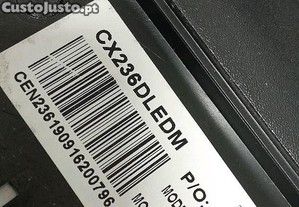 CustoJusto.pt
CX236DLEDM
CEN236190916200796
P/O:
MOD
MO